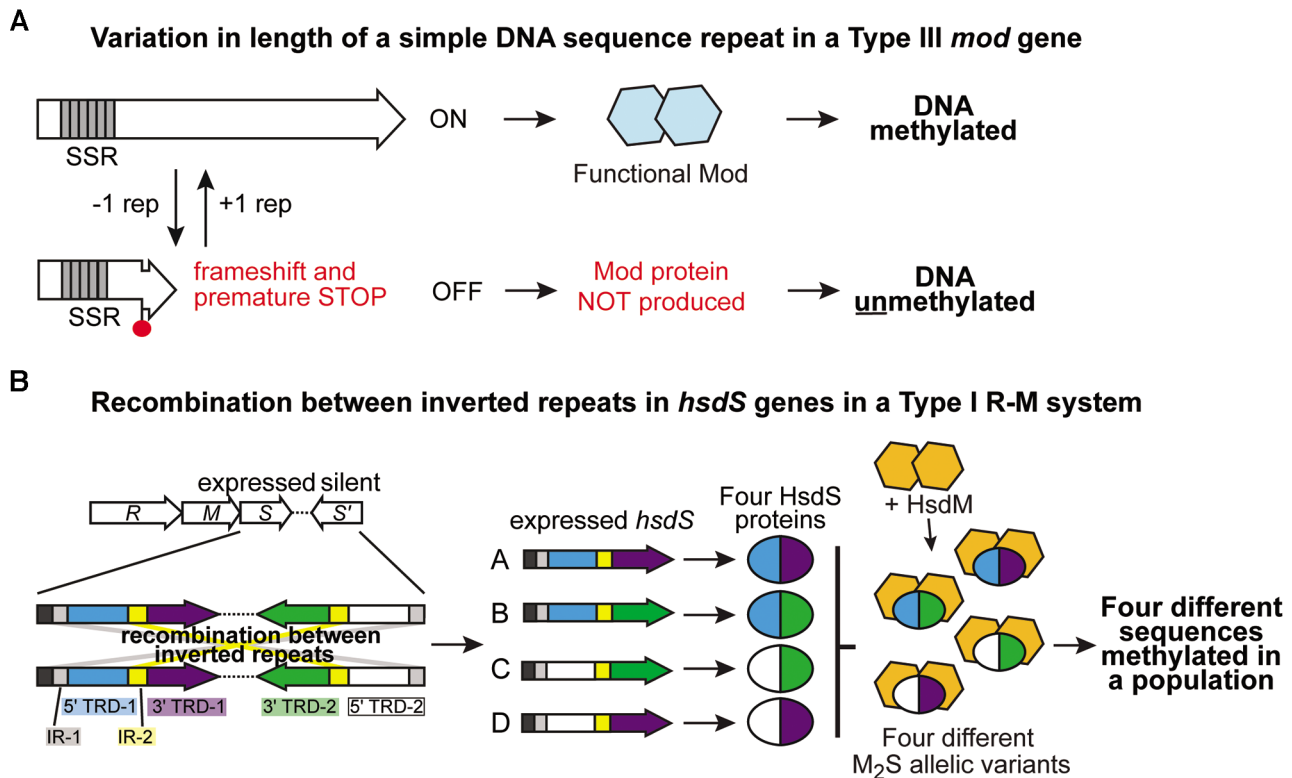 A
Variation in length of a simple DNA sequence repeat in a Type III mod gene
SSR
ON
Functional Mod
DNA
methylated
-1 rep
+1 rep
SSR
frameshift and
premature STOP
OFF
Mod protein
NOT produced
DNA
unmethylated
B
Recombination between inverted repeats in hsdS genes in a Type I R-M system
expressed silent
R
M
S
S'
recombination between
inverted repeats
5' TRD-1
3' TRD-1
3' TRD-2
5' TRD-2
IR-1
IR-2
expressed hsdS
A
B
C
D
Four HsdS
proteins
+ HsdM
Four different
M₂S allelic variants
Four different
sequences
methylated in
a population